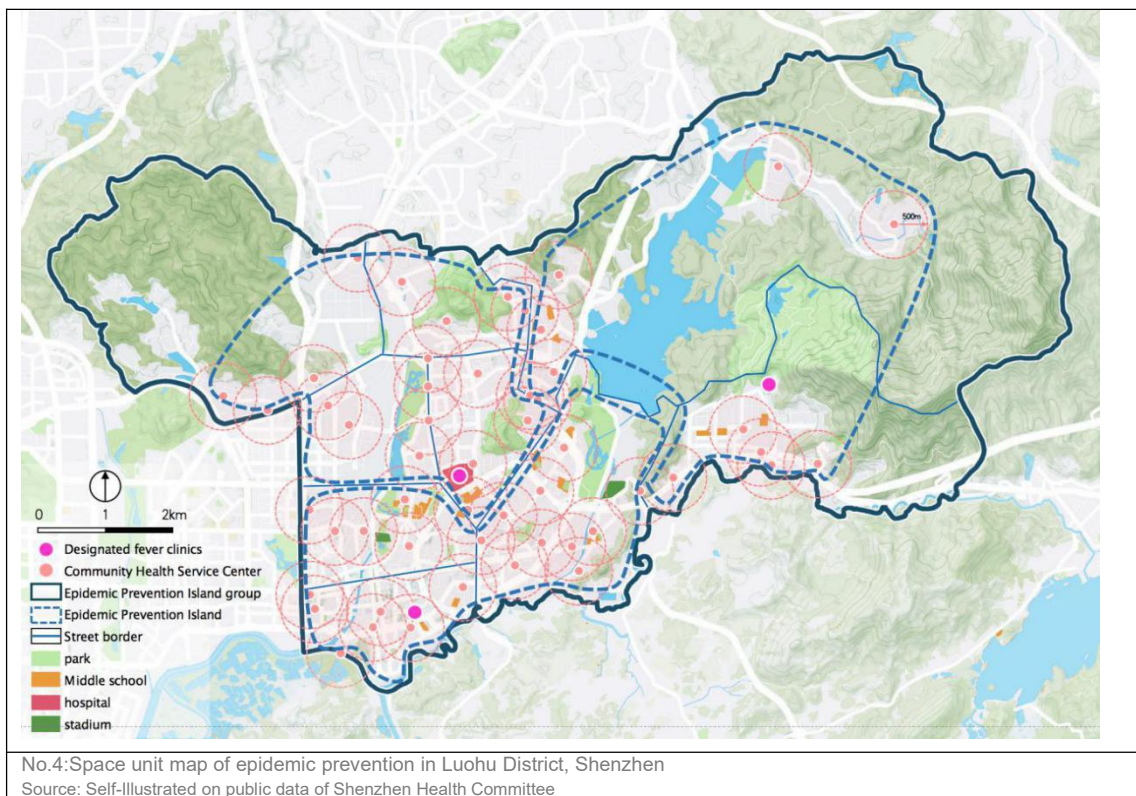 500m
0 1 2km
Designated fever clinics
Community Health Service Center
Epidemic Prevention Island group
Epidemic Prevention Island
Street border
park
Middle school
hospital
stadium
No.4:Space unit map of epidemic prevention in Luohu District, Shenzhen
Source: Self-Illustrated on public data of Shenzhen Health Committee